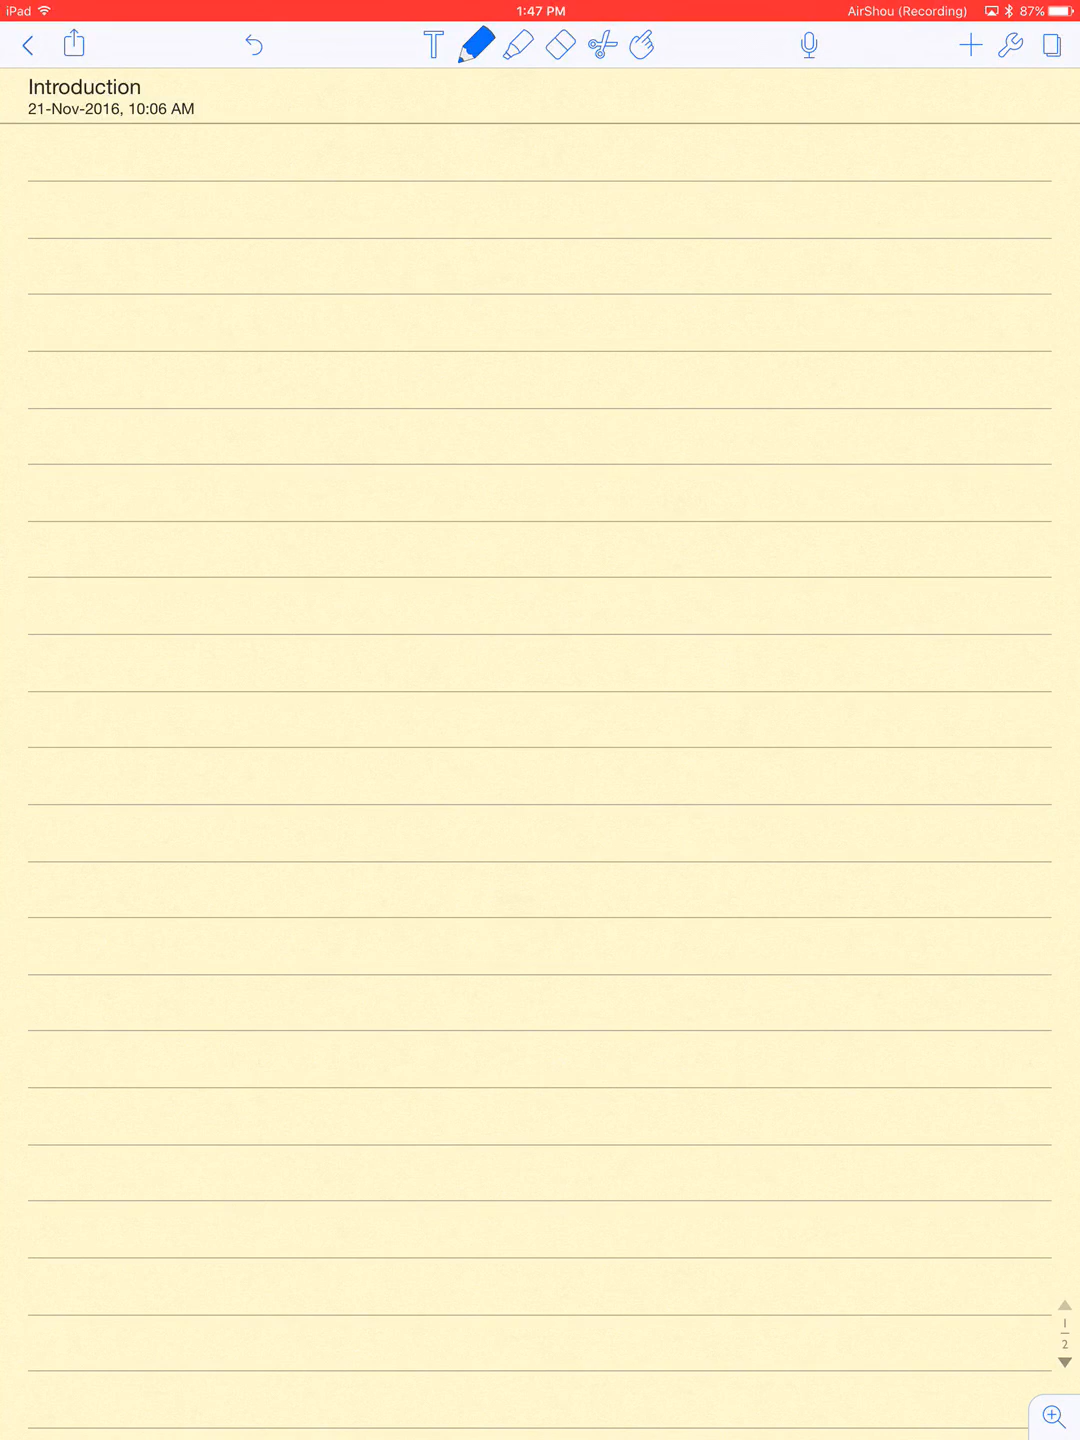 iPad 1:47 PM AirShou (Recording) 87%
T
Introduction
21-Nov-2016, 10:06 AM
1
2